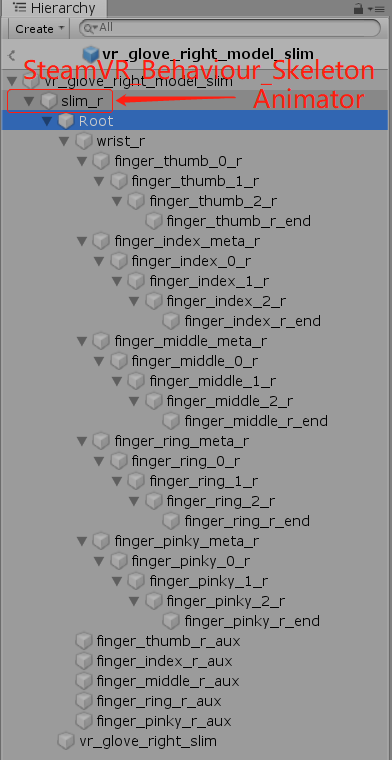 Hierarchy
Create
All
vr_glove_right_model_slim
vr_glove_right_model_slim
SteamVR_Behaviour_Skeleton
slim_r
Animator
Root
wrist_r
finger_thumb_0_r
finger_thumb_1_r
finger_thumb_2_r
finger_thumb_r_end
finger_index_meta_r
finger_index_0_r
finger_index_1_r
finger_index_2_r
finger_index_r_end
finger_middle_meta_r
finger_middle_0_r
finger_middle_1_r
finger_middle_2_r
finger_middle_r_end
finger_ring_meta_r
finger_ring_0_r
finger_ring_1_r
finger_ring_2_r
finger_ring_r_end
finger_pinky_meta_r
finger_pinky_0_r
finger_pinky_1_r
finger_pinky_2_r
finger_pinky_r_end
finger_thumb_r_aux
finger_index_r_aux
finger_middle_r_aux
finger_ring_r_aux
finger_pinky_r_aux
vr_glove_right_slim